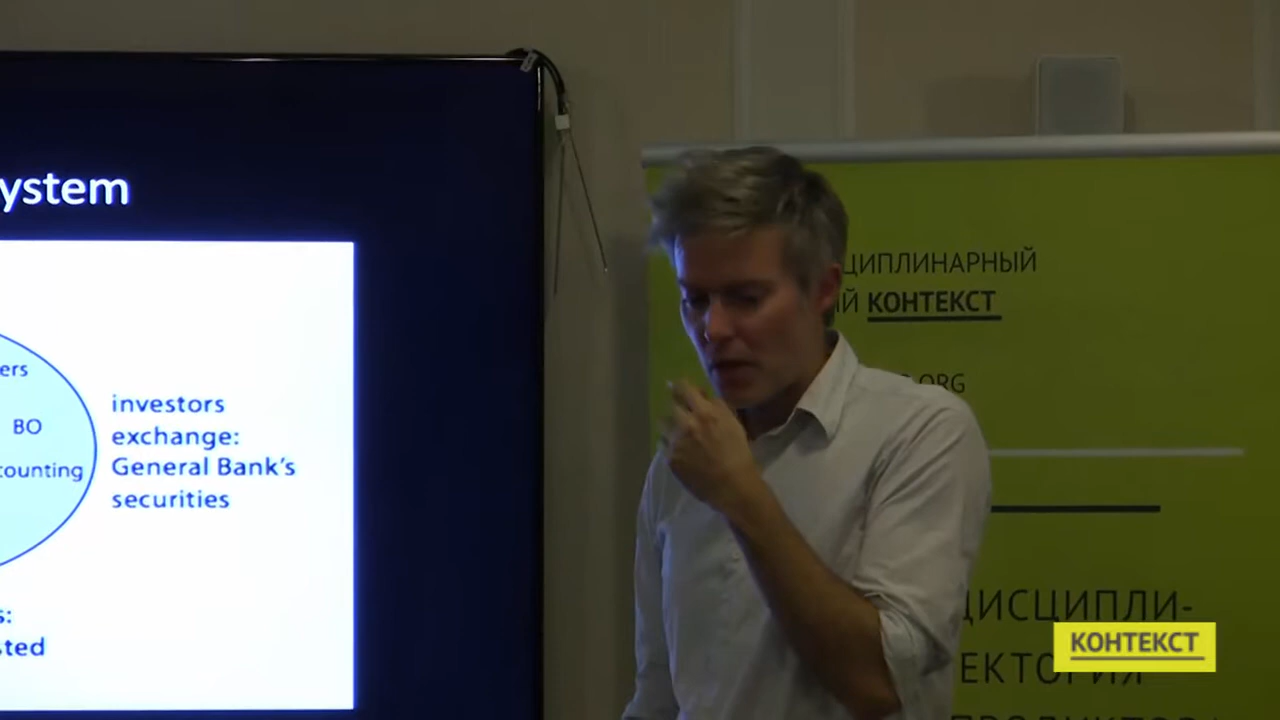 ystem
ers
BO
counting
investors
exchange:
General Bank's
securities
s:
sted
ЦИПЛИНАРНЫЙ
ИЙ КОНТЕКСТ
.ORG
ДИСЦИПЛИ-
ЕКТОРИЯ
КОНТЕКСТ